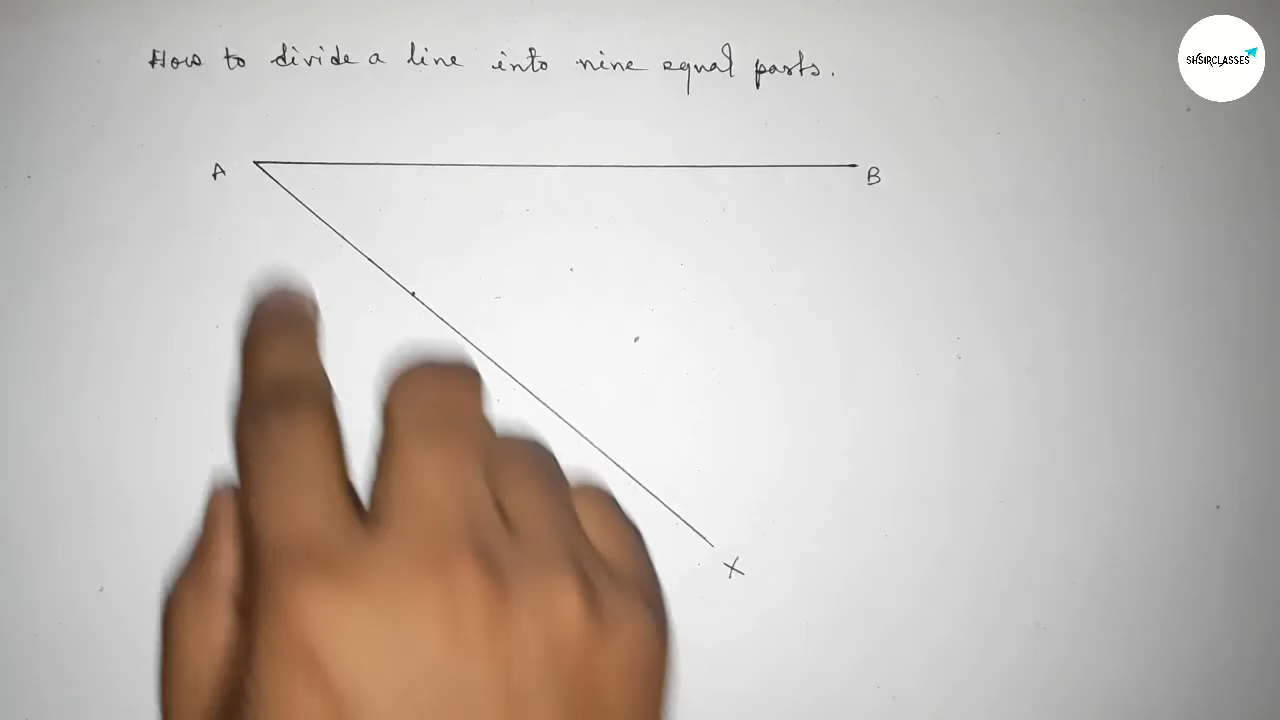 How to divide a line into nine equal parts.
SHSIRCLASSES
A
B
X